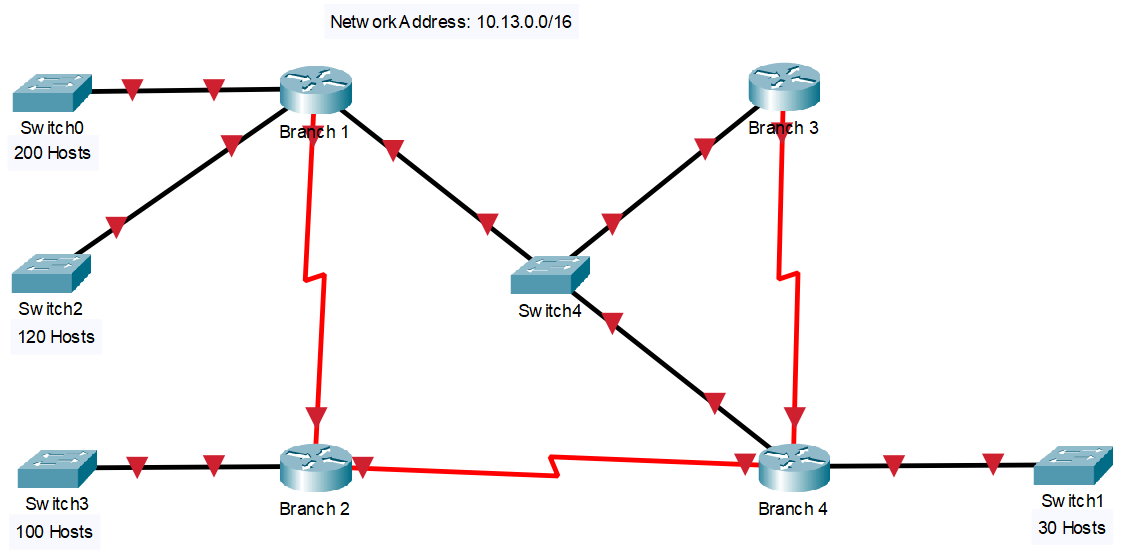 Network Address: 10.13.0.0/16
Switch0
200 Hosts
Branch 1
Branch 3
Switch2
120 Hosts
Switch4
Switch3
100 Hosts
Branch 2
Branch 4
Switch1
30 Hosts